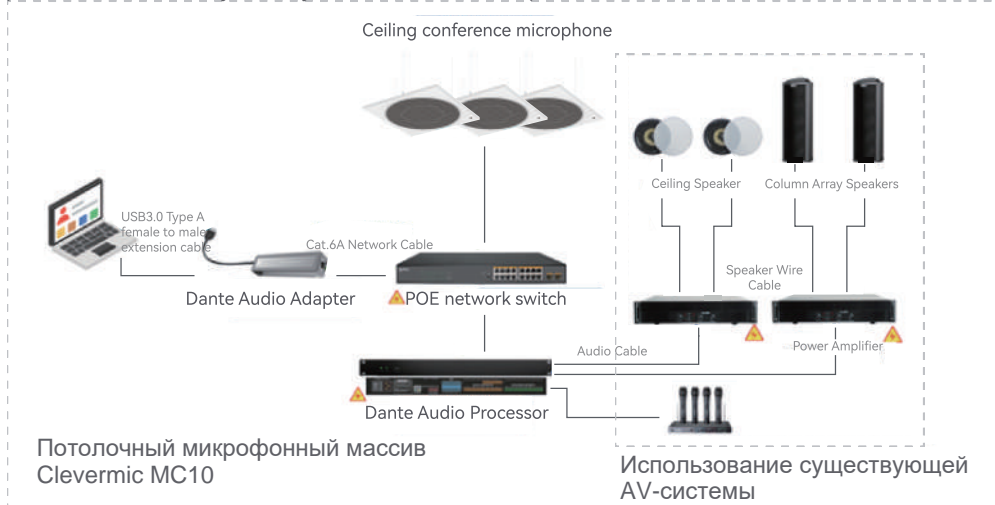 Ceiling conference microphone
Ceiling Speaker
Column Array Speakers
USB3.0 Type A
female to male
extension cable
Cat.6A Network Cable
Dante Audio Adapter
POE network switch
Speaker Wire
Cable
Audio Cable
Power Amplifier
Dante Audio Processor
Потолочный микрофонный массив
Clevermic MC10
Использование существующей
AV-системы